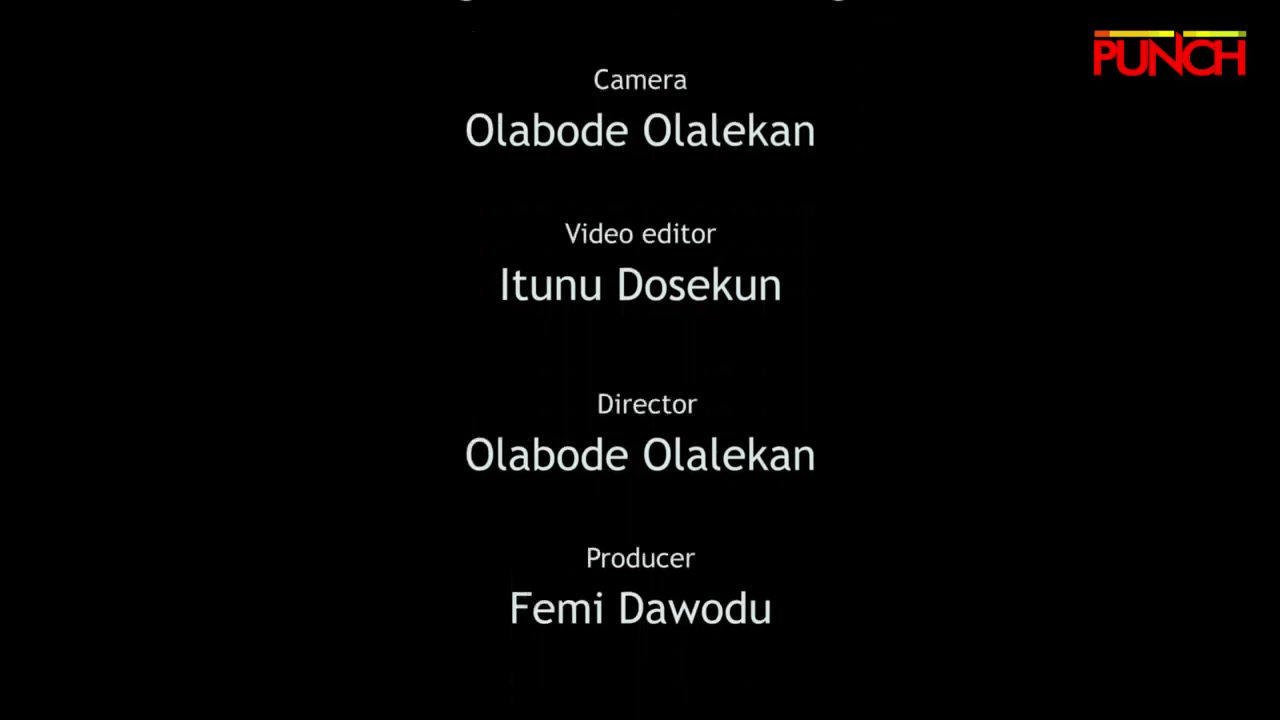 PUNCH
Camera
Olabode Olalekan
Video editor
Itunu Dosekun
Director
Olabode Olalekan
Producer
Femi Dawodu